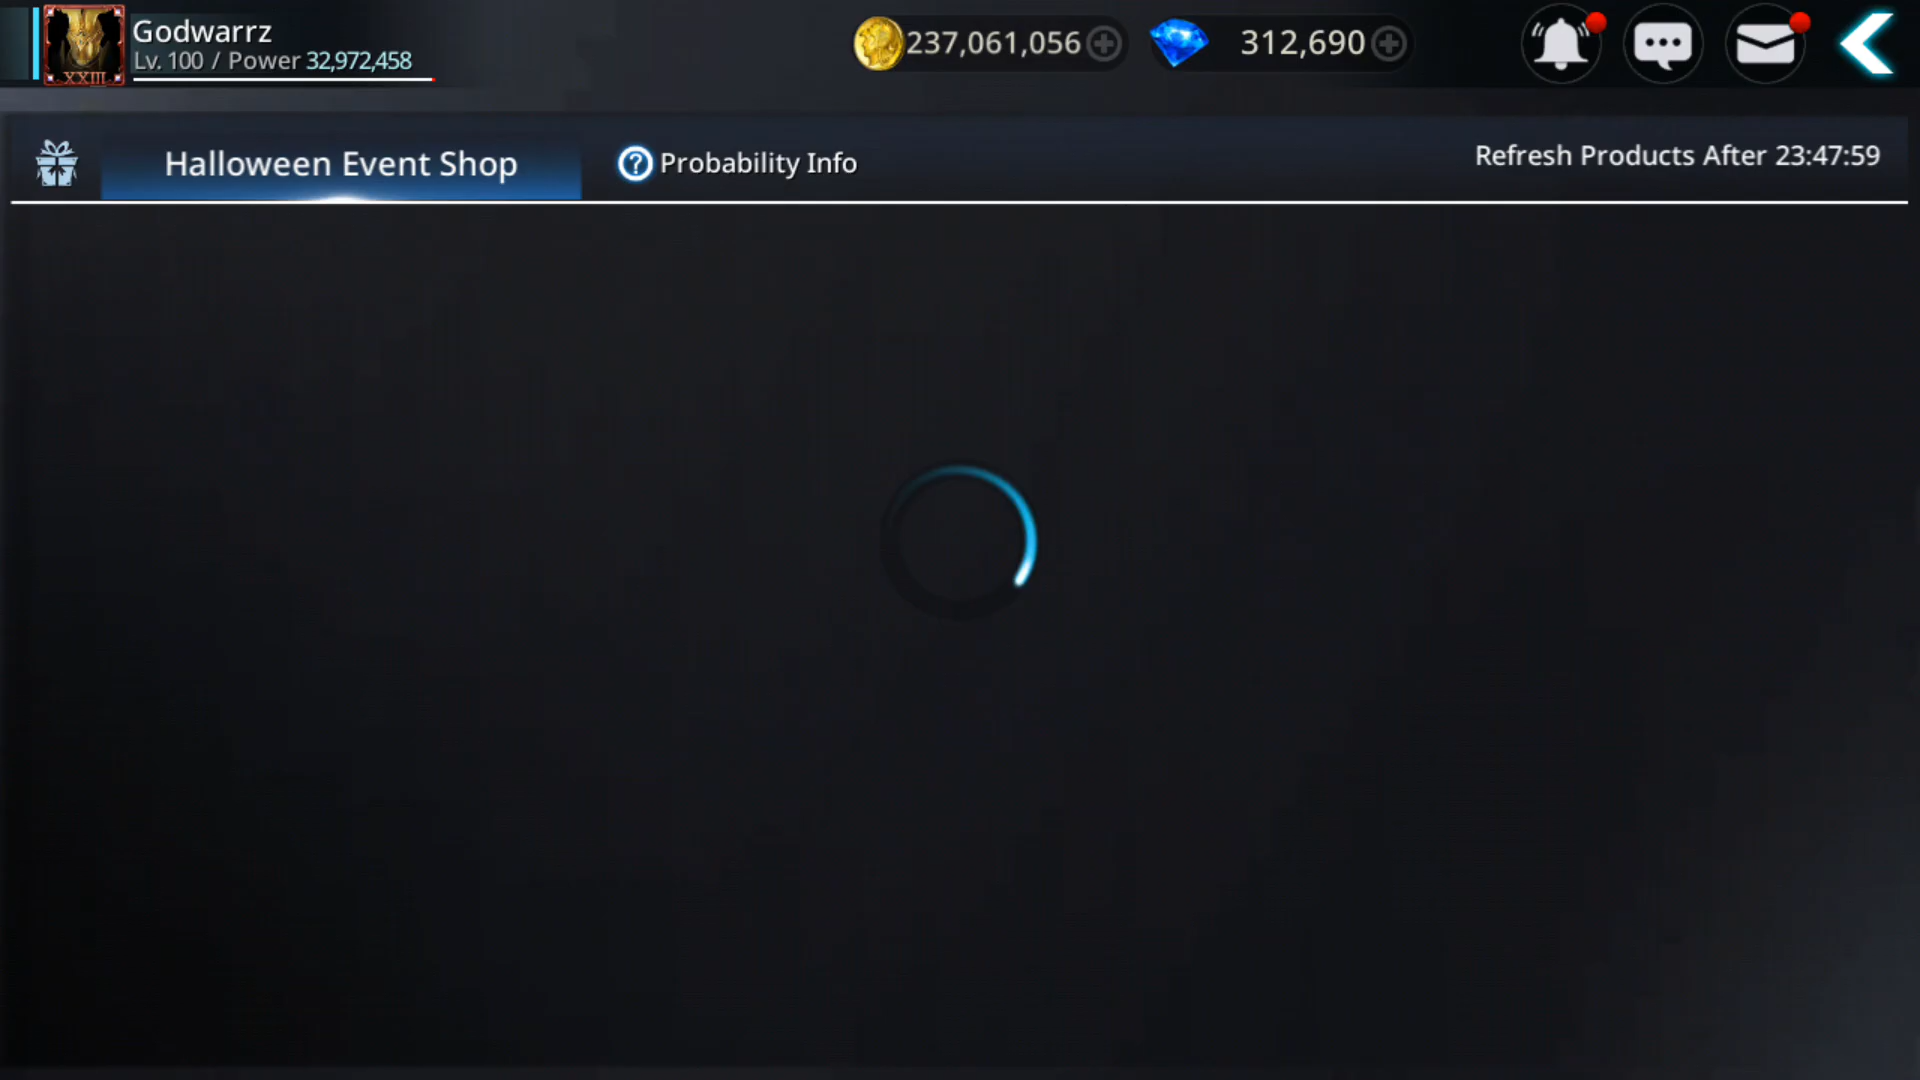 Godwarrz
Lv. 100 / Power 32,972,458
XXIII
237,061,056
312,690
Halloween Event Shop
Probability Info
Refresh Products After 23:47:59